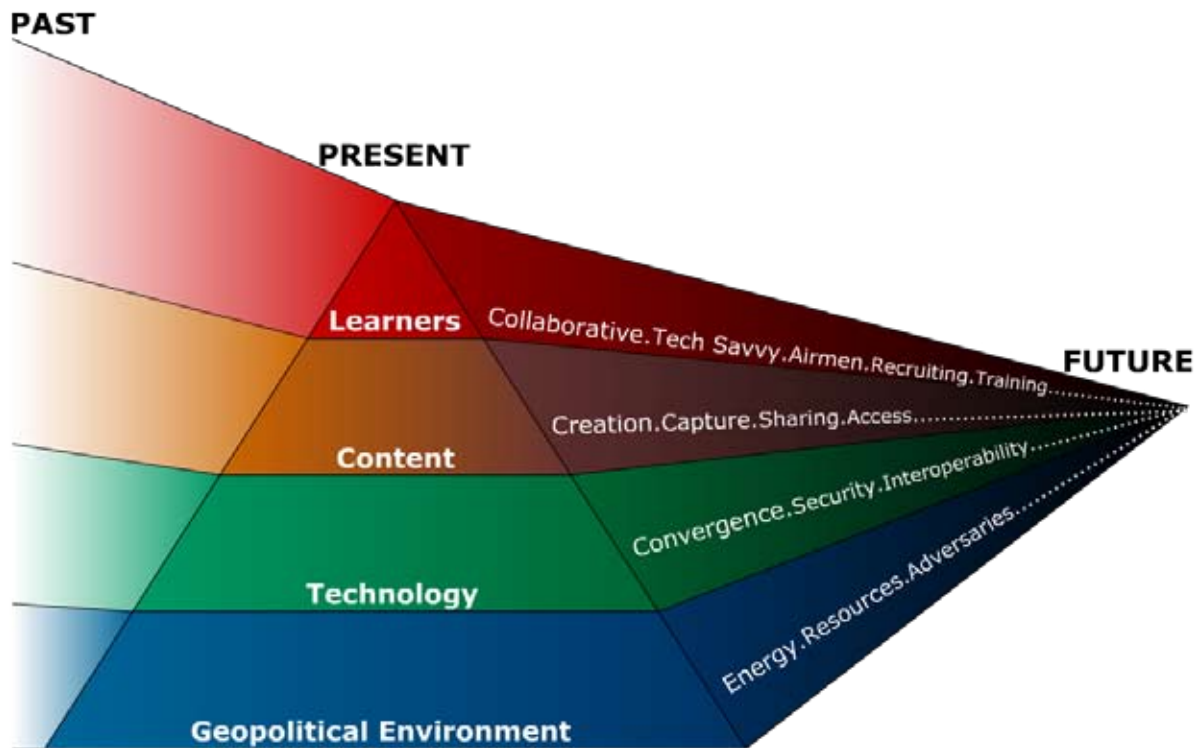 PAST
PRESENT
FUTURE
Learners
Collaborative.Tech Savvy.Airmen.Recruiting.Training..........
Content
Creation.Capture.Sharing.Access...............................
Technology
Convergence.Security.Interoperability.........................
Geopolitical Environment
Energy.Resources.Adversaries..........................